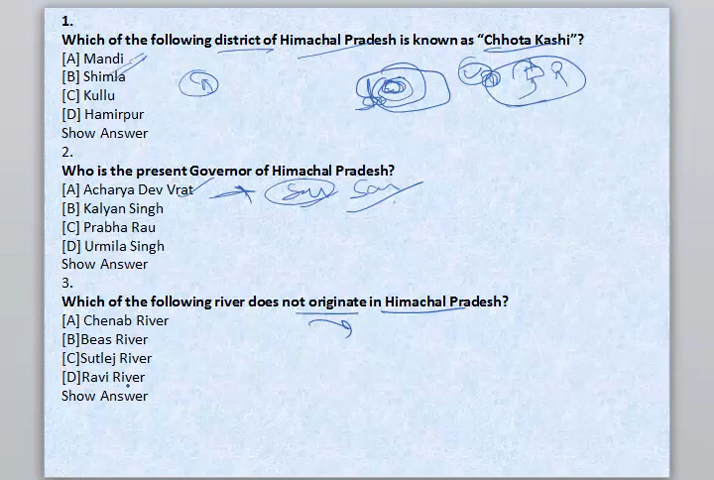 1.
Which of the following district of Himachal Pradesh is known as “Chhota Kashi”?
[A] Mandi
[B] Shimla
[C] Kullu
[D] Hamirpur
Show Answer
2.
Who is the present Governor of Himachal Pradesh?
[A] Acharya Dev Vrat
[B] Kalyan Singh
[C] Prabha Rau
[D] Urmila Singh
Show Answer
3.
Which of the following river does not originate in Himachal Pradesh?
[A] Chenab River
[B]Beas River
[C]Sutlej River
[D]Ravi River
Show Answer